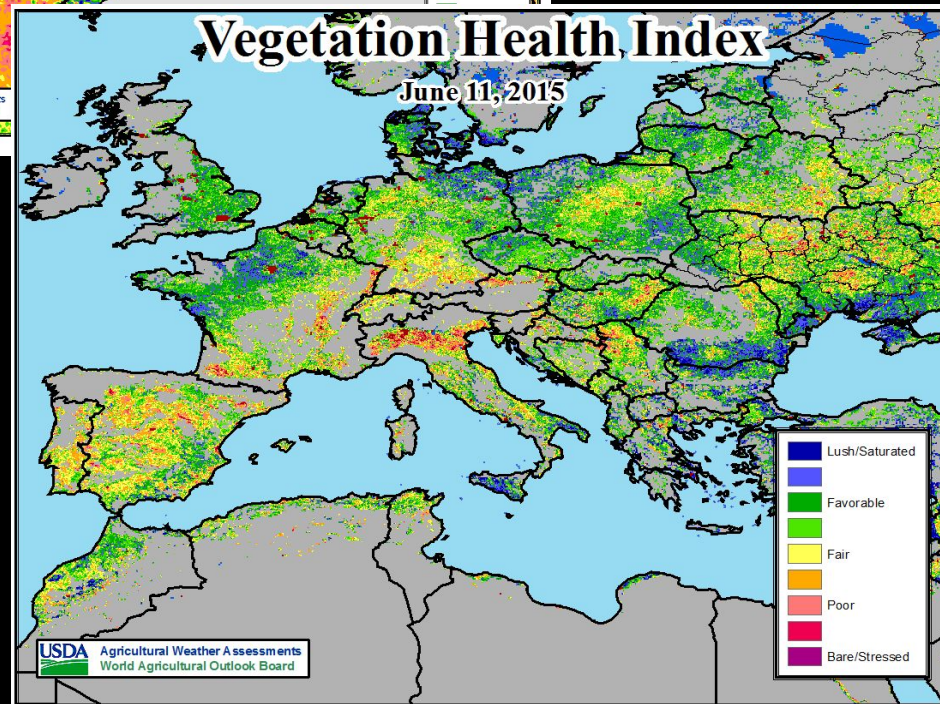 Vegetation Health Index
June 11, 2015
Lush/Saturated
Favorable
Fair
Poor
Bare/Stressed
USDA
Agricultural Weather Assessments
World Agricultural Outlook Board